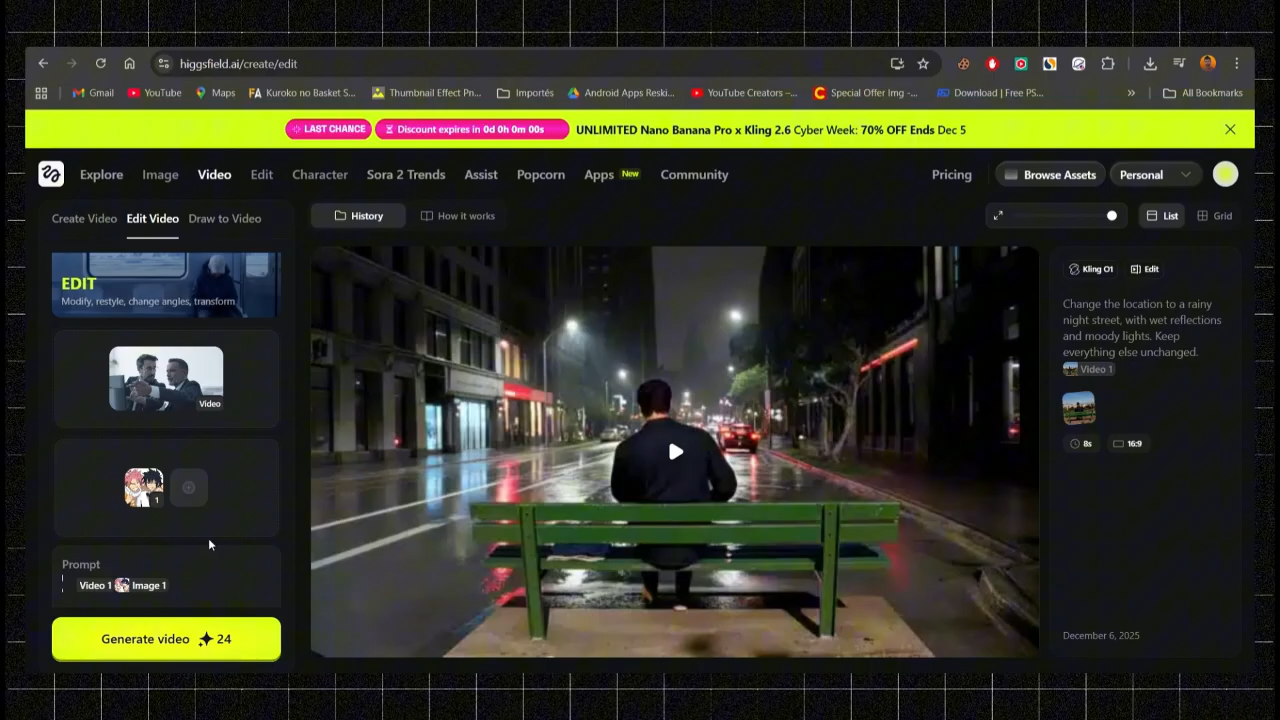 higgsfield.ai/create/edit
Gmail YouTube Maps Kuroko no Basket S... Thumbnail Effect Pn... Importés Android Apps Reski... YouTube Creators –... Special Offer Img -... Download | Free PS... » All Bookmarks
LAST CHANCE Discount expires in 0d 0h 0m 00s UNLIMITED Nano Banana Pro x Kling 2.6 Cyber Week: 70% OFF Ends Dec 5
Explore Image Video Edit Character Sora 2 Trends Assist Popcorn Apps New Community Pricing Browse Assets Personal
Create Video Edit Video Draw to Video
History How it works List Grid
EDIT
Modify, restyle, change angles, transform
Video
1
Prompt
Video 1 Image 1
Generate video 24
Kling O1 Edit
Change the location to a rainy
night street, with wet reflections
and moody lights. Keep
everything else unchanged.
Video 1
8s 16:9
December 6, 2025